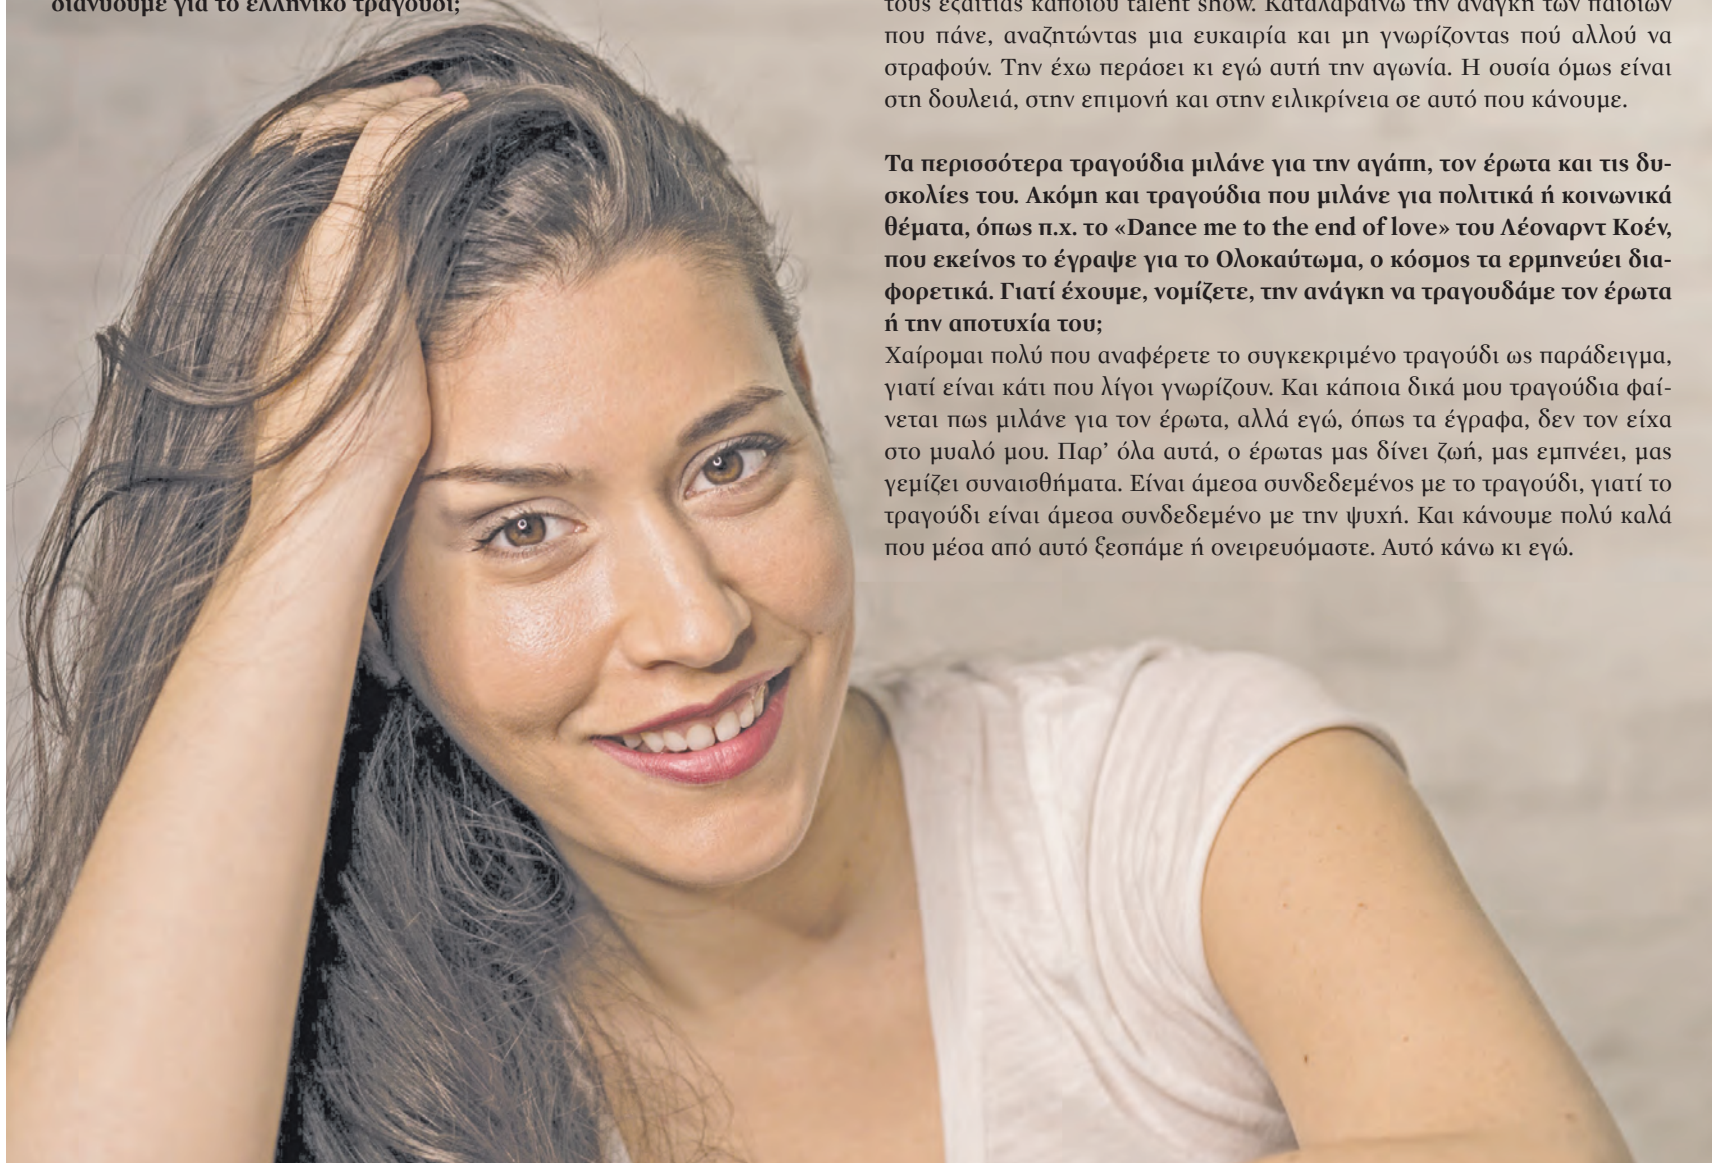 διανύουμε για το ελληνικό τραγούδι;
τους εξαιτίας κάποιου talent show. Καταλαβαίνω την ανάγκη των παιδιών
που πάνε, αναζητώντας μια ευκαιρία και μη γνωρίζοντας πού αλλού να
στραφούν. Την έχω περάσει κι εγώ αυτή την αγωνία. Η ουσία όμως είναι
στη δουλειά, στην επιμονή και στην ειλικρίνεια σε αυτό που κάνουμε.
Τα περισσότερα τραγούδια μιλάνε για την αγάπη, τον έρωτα και τις δυ-
σκολίες του. Ακόμη και τραγούδια που μιλάνε για πολιτικά ή κοινωνικά
θέματα, όπως π.χ. το «Dance me to the end of love» του Λέοναρντ Κοέν,
που εκείνος το έγραψε για το Ολοκαύτωμα, ο κόσμος τα ερμηνεύει δια-
φορετικά. Γιατί έχουμε, νομίζετε, την ανάγκη να τραγουδάμε τον έρωτα
ή την αποτυχία του;
Χαίρομαι πολύ που αναφέρετε το συγκεκριμένο τραγούδι ως παράδειγμα,
γιατί είναι κάτι που λίγοι γνωρίζουν. Και κάποια δικά μου τραγούδια φαί-
νεται πως μιλάνε για τον έρωτα, αλλά εγώ, όπως τα έγραφα, δεν τον είχα
στο μυαλό μου. Παρ’ όλα αυτά, ο έρωτας μας δίνει ζωή, μας εμπνέει, μας
γεμίζει συναισθήματα. Είναι άμεσα συνδεδεμένος με το τραγούδι, γιατί το
τραγούδι είναι άμεσα συνδεδεμένο με την ψυχή. Και κάνουμε πολύ καλά
που μέσα από αυτό ξεσπάμε ή ονειρευόμαστε. Αυτό κάνω κι εγώ.